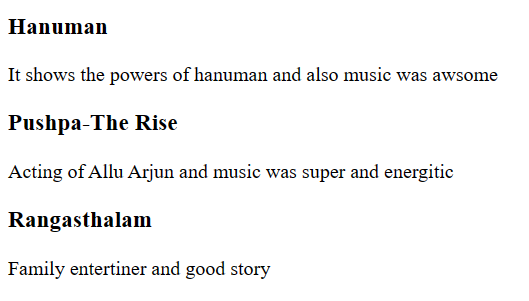 Hanuman
It shows the powers of hanuman and also music was awsome
Pushpa-The Rise
Acting of Allu Arjun and music was super and energitic
Rangasthalam
Family entertiner and good story